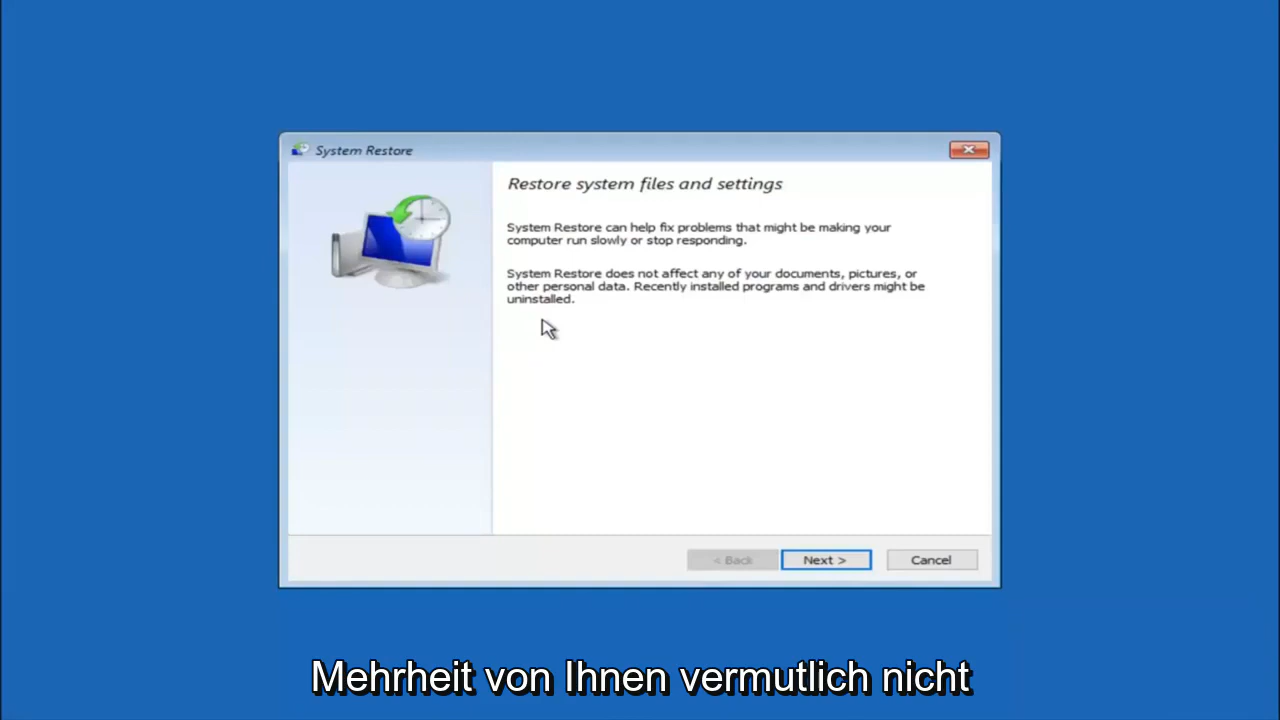 System Restore
Restore system files and settings
System Restore can help fix problems that might be making your
computer run slowly or stop responding.
System Restore does not affect any of your documents, pictures, or
other personal data. Recently installed programs and drivers might be
uninstalled.
< Back
Next >
Cancel
Mehrheit von Ihnen vermutlich nicht